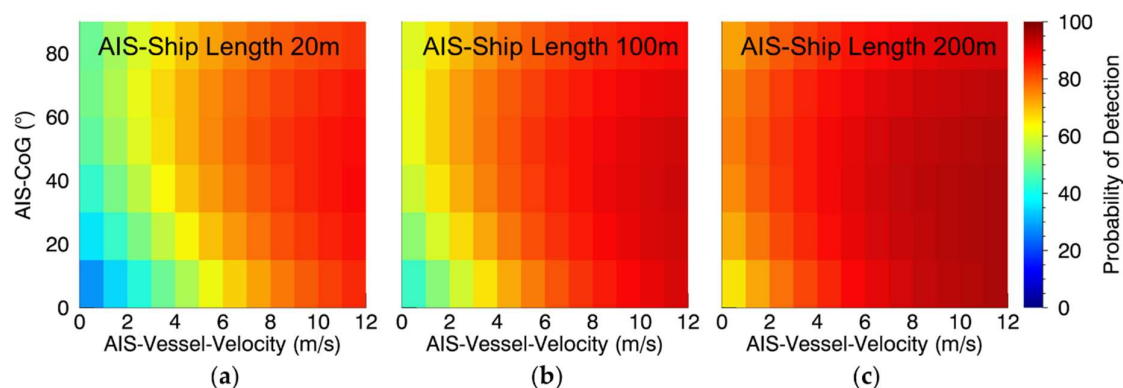 AIS-Ship Length 20m
AIS-Ship Length 100m
AIS-Ship Length 200m
AIS-CoG (°)
80
60
40
20
0
0 2 4 6 8 10 12
0 2 4 6 8 10 12
0 2 4 6 8 10 12
AIS-Vessel-Velocity (m/s)
AIS-Vessel-Velocity (m/s)
AIS-Vessel-Velocity (m/s)
100
80
60
40
20
0
Probability of Detection
(a)
(b)
(c)